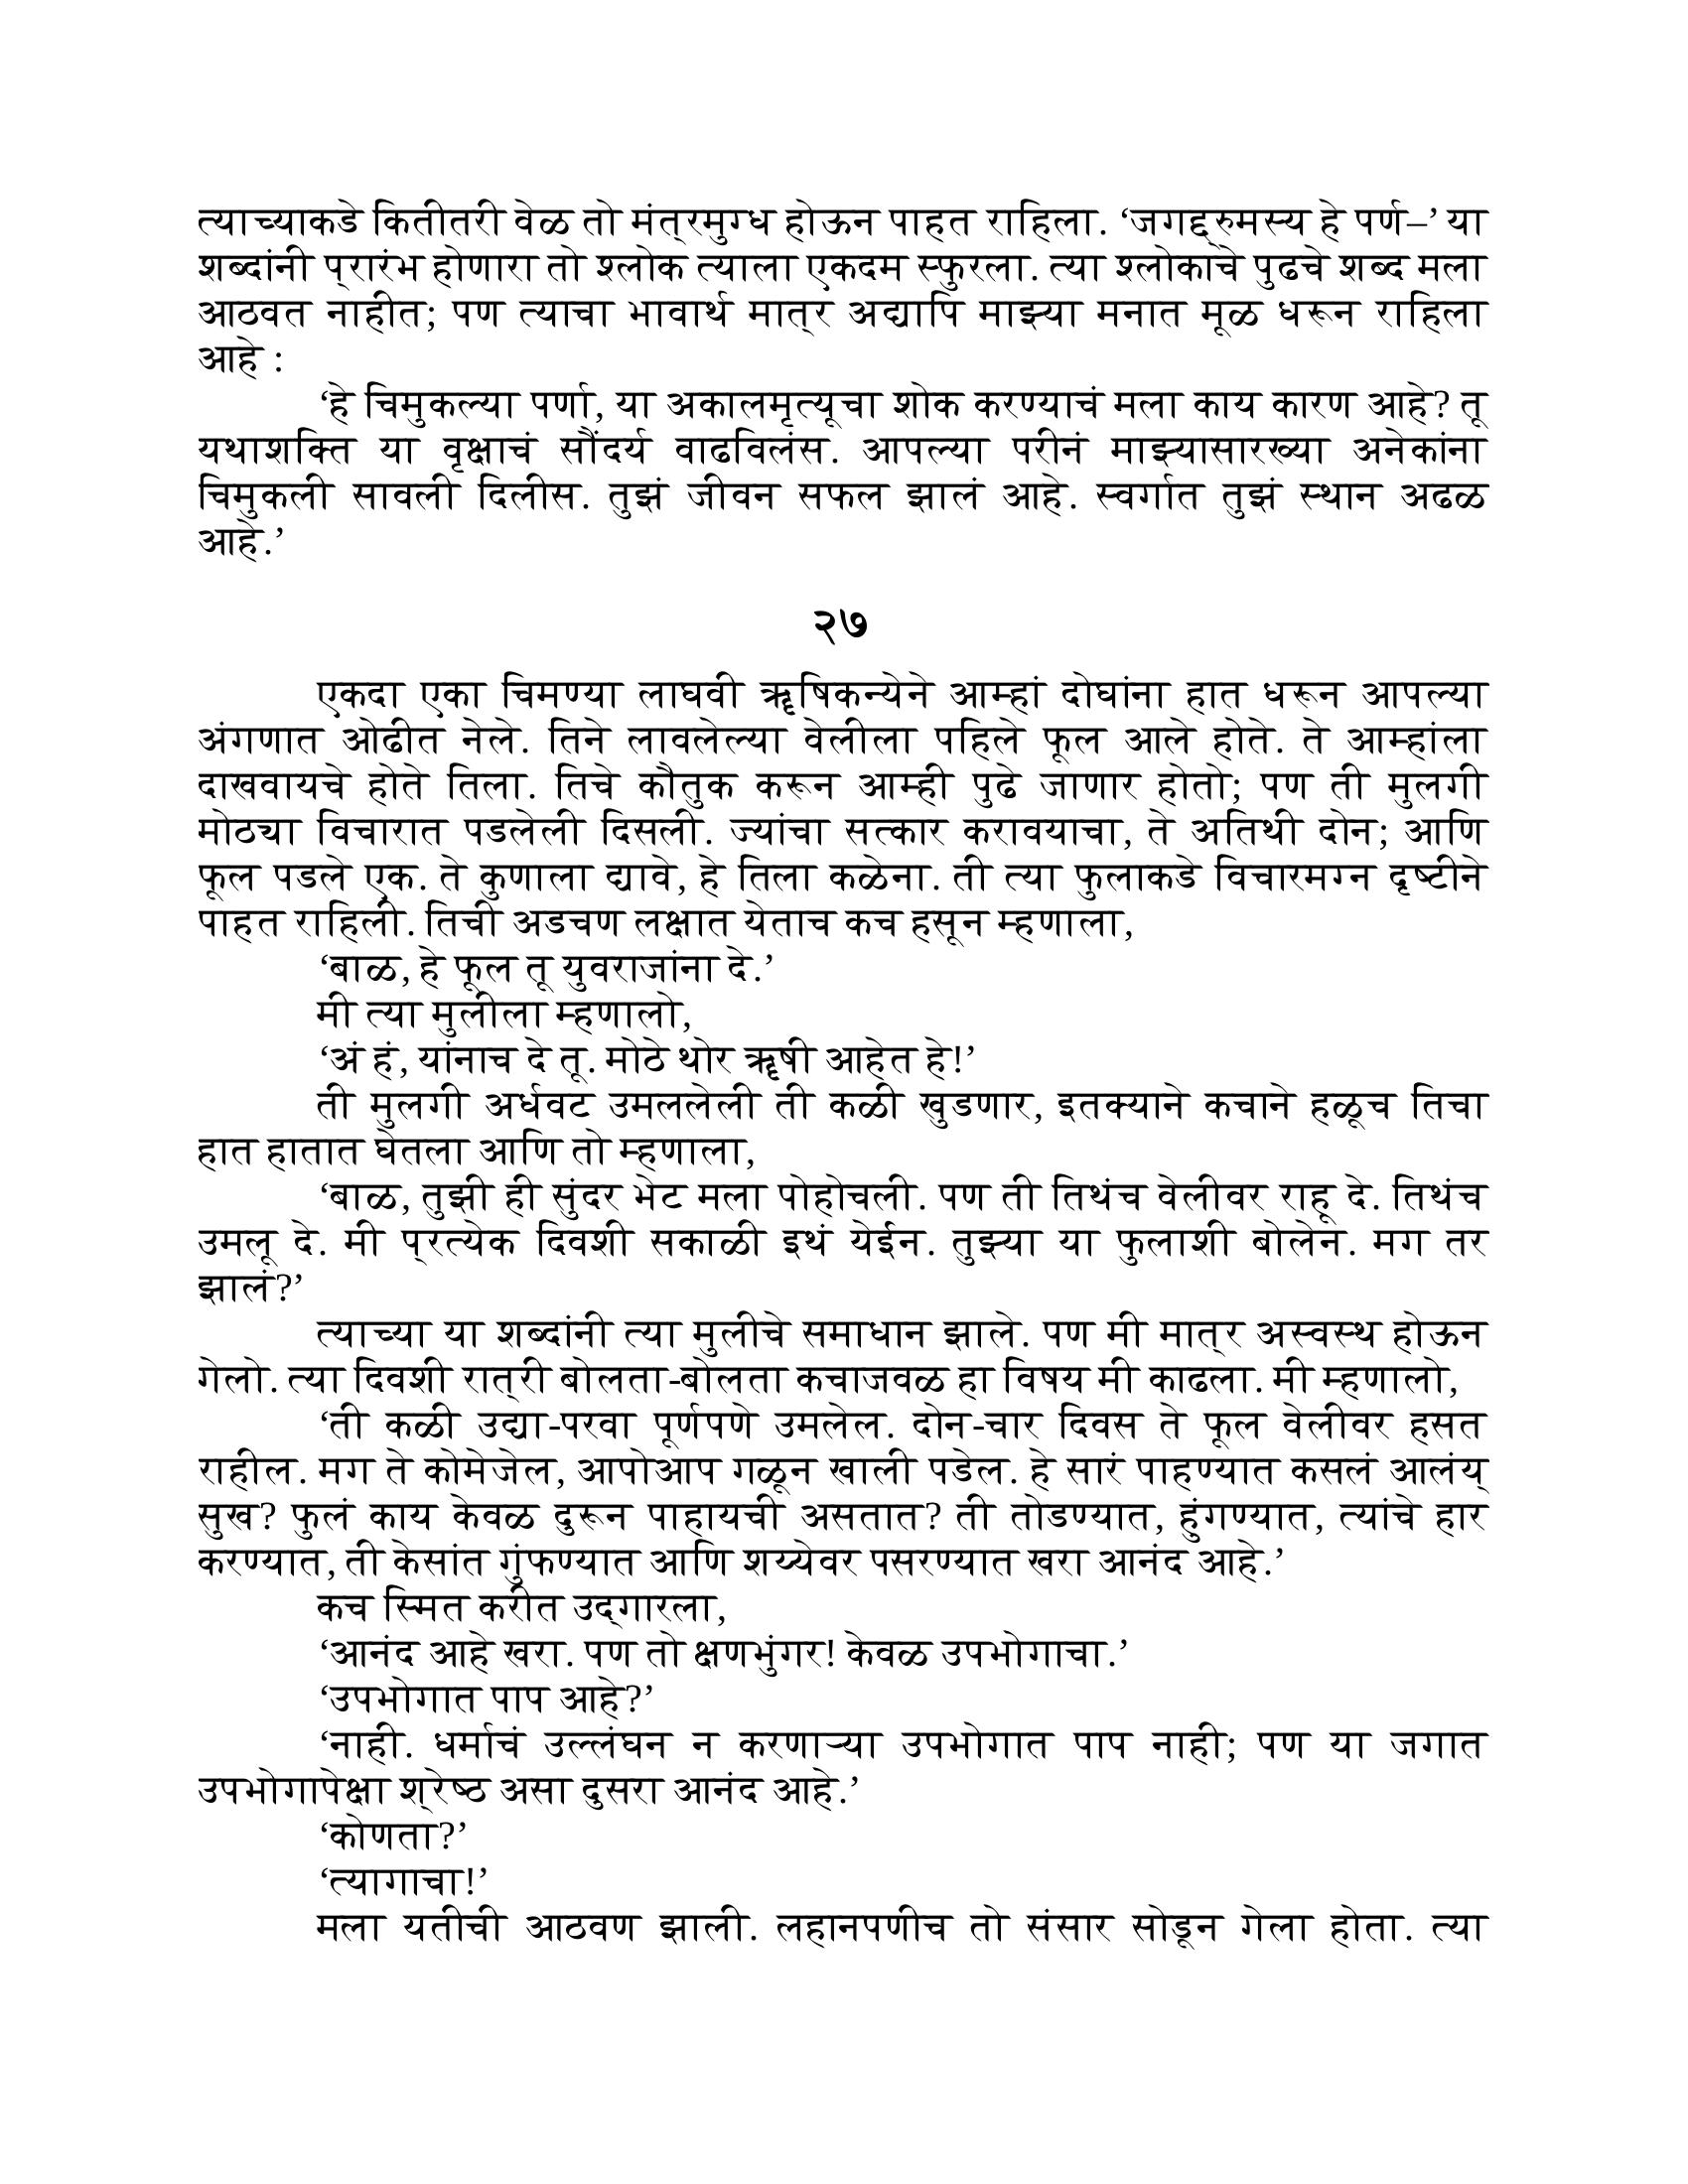 त्याच्याकडे कितीतरी वेळ तो मंत्रमुग्ध होऊन पाहत राहिला. ‘जगद्द्रुमस्य हे पर्ण–’ या
शब्दांनी प्रारंभ होणारा तो श्लोक त्याला एकदम स्फुरला. त्या श्लोकाचे पुढचे शब्द मला
आठवत नाहीत; पण त्याचा भावार्थ मात्र अद्यापि माझ्या मनात मूळ धरून राहिला
आहे :
‘हे चिमुकल्या पर्णा, या अकालमृत्यूचा शोक करण्याचं मला काय कारण आहे? तू
यथाशक्ति या वृक्षाचं सौंदर्य वाढविलंस. आपल्या परीनं माझ्यासारख्या अनेकांना
चिमुकली सावली दिलीस. तुझं जीवन सफल झालं आहे. स्वर्गात तुझं स्थान अढळ
आहे.’
२७
एकदा एका चिमण्या लाघवी ॠषिकन्येने आम्हां दोघांना हात धरून आपल्या
अंगणात ओढीत नेले. तिने लावलेल्या वेलीला पहिले फूल आले होते. ते आम्हांला
दाखवायचे होते तिला. तिचे कौतुक करून आम्ही पुढे जाणार होतो; पण ती मुलगी
मोठ्या विचारात पडलेली दिसली. ज्यांचा सत्कार करावयाचा, ते अतिथी दोन; आणि
फूल पडले एक. ते कुणाला द्यावे, हे तिला कळेना. ती त्या फुलाकडे विचारमग्न दृष्टीने
पाहत राहिली. तिची अडचण लक्षात येताच कच हसून म्हणाला,
‘बाळ, हे फूल तू युवराजांना दे.’
मी त्या मुलीला म्हणालो,
‘अं हं, यांनाच दे तू. मोठे थोर ॠषी आहेत हे!’
ती मुलगी अर्धवट उमललेली ती कळी खुडणार, इतक्याने कचाने हळूच तिचा
हात हातात घेतला आणि तो म्हणाला,
‘बाळ, तुझी ही सुंदर भेट मला पोहोचली. पण ती तिथंच वेलीवर राहू दे. तिथंच
उमलू दे. मी प्रत्येक दिवशी सकाळी इथं येईन. तुझ्या या फुलाशी बोलेन. मग तर
झालं?’
त्याच्या या शब्दांनी त्या मुलीचे समाधान झाले. पण मी मात्र अस्वस्थ होऊन
गेलो. त्या दिवशी रात्री बोलता-बोलता कचाजवळ हा विषय मी काढला. मी म्हणालो,
‘ती कळी उद्या-परवा पूर्णपणे उमलेल. दोन-चार दिवस ते फूल वेलीवर हसत
राहील. मग ते कोमेजेल, आपोआप गळून खाली पडेल. हे सारं पाहण्यात कसलं आलंय्
सुख? फुलं काय केवळ दुरून पाहायची असतात? ती तोडण्यात, हुंगण्यात, त्यांचे हार
करण्यात, ती केसांत गुंफण्यात आणि शय्येवर पसरण्यात खरा आनंद आहे.’
कच स्मित करीत उद्‌गारला,
‘आनंद आहे खरा. पण तो क्षणभुंगर! केवळ उपभोगाचा.’
‘उपभोगात पाप आहे?’
‘नाही. धर्माचं उल्लंघन न करणाऱ्या उपभोगात पाप नाही; पण या जगात
उपभोगापेक्षा श्रेष्ठ असा दुसरा आनंद आहे.’
‘कोणता?’
‘त्यागाचा!’
मला यतीची आठवण झाली. लहानपणीच तो संसार सोडून गेला होता. त्या